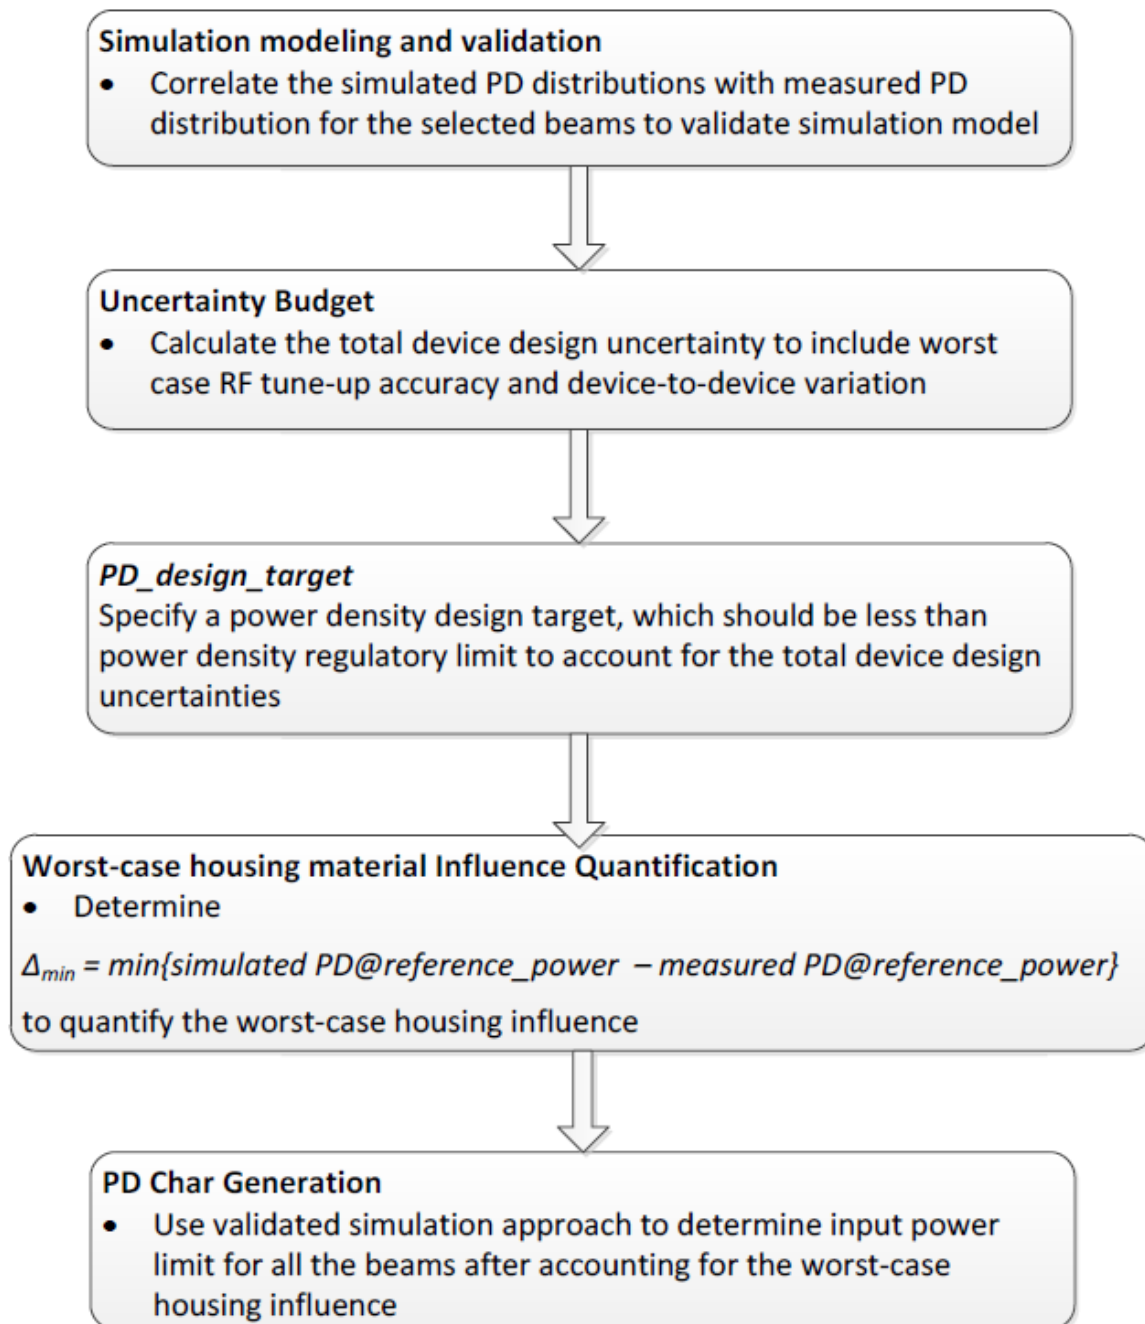 Simulation modeling and validation
• Correlate the simulated PD distributions with measured PD
distribution for the selected beams to validate simulation model
Uncertainty Budget
• Calculate the total device design uncertainty to include worst
case RF tune-up accuracy and device-to-device variation
PD_design_target
Specify a power density design target, which should be less than
power density regulatory limit to account for the total device design
uncertainties
Worst-case housing material Influence Quantification
• Determine
Δmin = min{simulated PD@reference_power – measured PD@reference_power}
to quantify the worst-case housing influence
PD Char Generation
• Use validated simulation approach to determine input power
limit for all the beams after accounting for the worst-case
housing influence